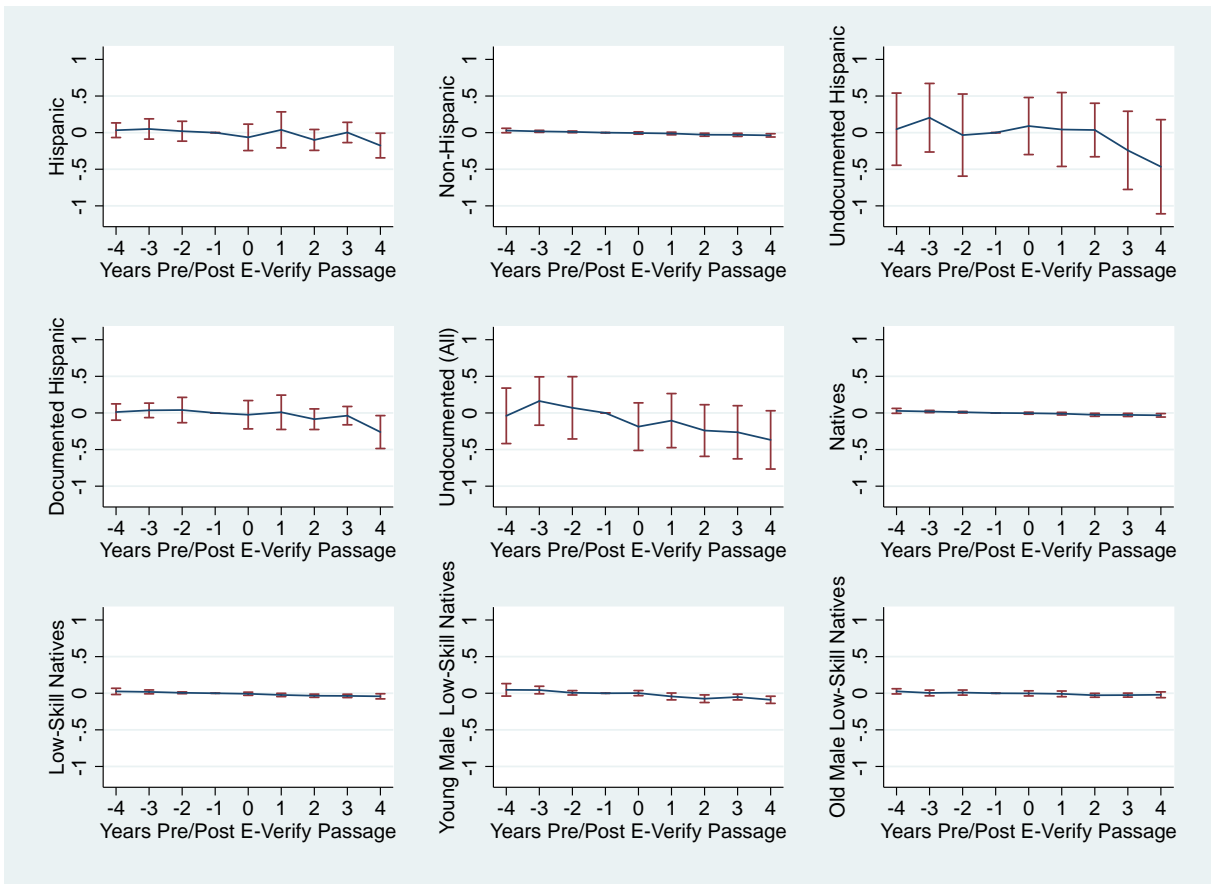 Hispanic
1
.5
0
-.5
-1
-4 -3 -2 -1 0 1 2 3 4
Years Pre/Post E-Verify Passage
Non-Hispanic
1
.5
0
-.5
-1
-4 -3 -2 -1 0 1 2 3 4
Years Pre/Post E-Verify Passage
Undocumented Hispanic
1
.5
0
-.5
-1
-4 -3 -2 -1 0 1 2 3 4
Years Pre/Post E-Verify Passage
Documented Hispanic
1
.5
0
-.5
-1
-4 -3 -2 -1 0 1 2 3 4
Years Pre/Post E-Verify Passage
Undocumented (All)
1
.5
0
-.5
-1
-4 -3 -2 -1 0 1 2 3 4
Years Pre/Post E-Verify Passage
Natives
1
.5
0
-.5
-1
-4 -3 -2 -1 0 1 2 3 4
Years Pre/Post E-Verify Passage
Low-Skill Natives
1
.5
0
-.5
-1
-4 -3 -2 -1 0 1 2 3 4
Years Pre/Post E-Verify Passage
Young Male Low-Skill Natives
1
.5
0
-.5
-1
-4 -3 -2 -1 0 1 2 3 4
Years Pre/Post E-Verify Passage
Old Male Low-Skill Natives
1
.5
0
-.5
-1
-4 -3 -2 -1 0 1 2 3 4
Years Pre/Post E-Verify Passage